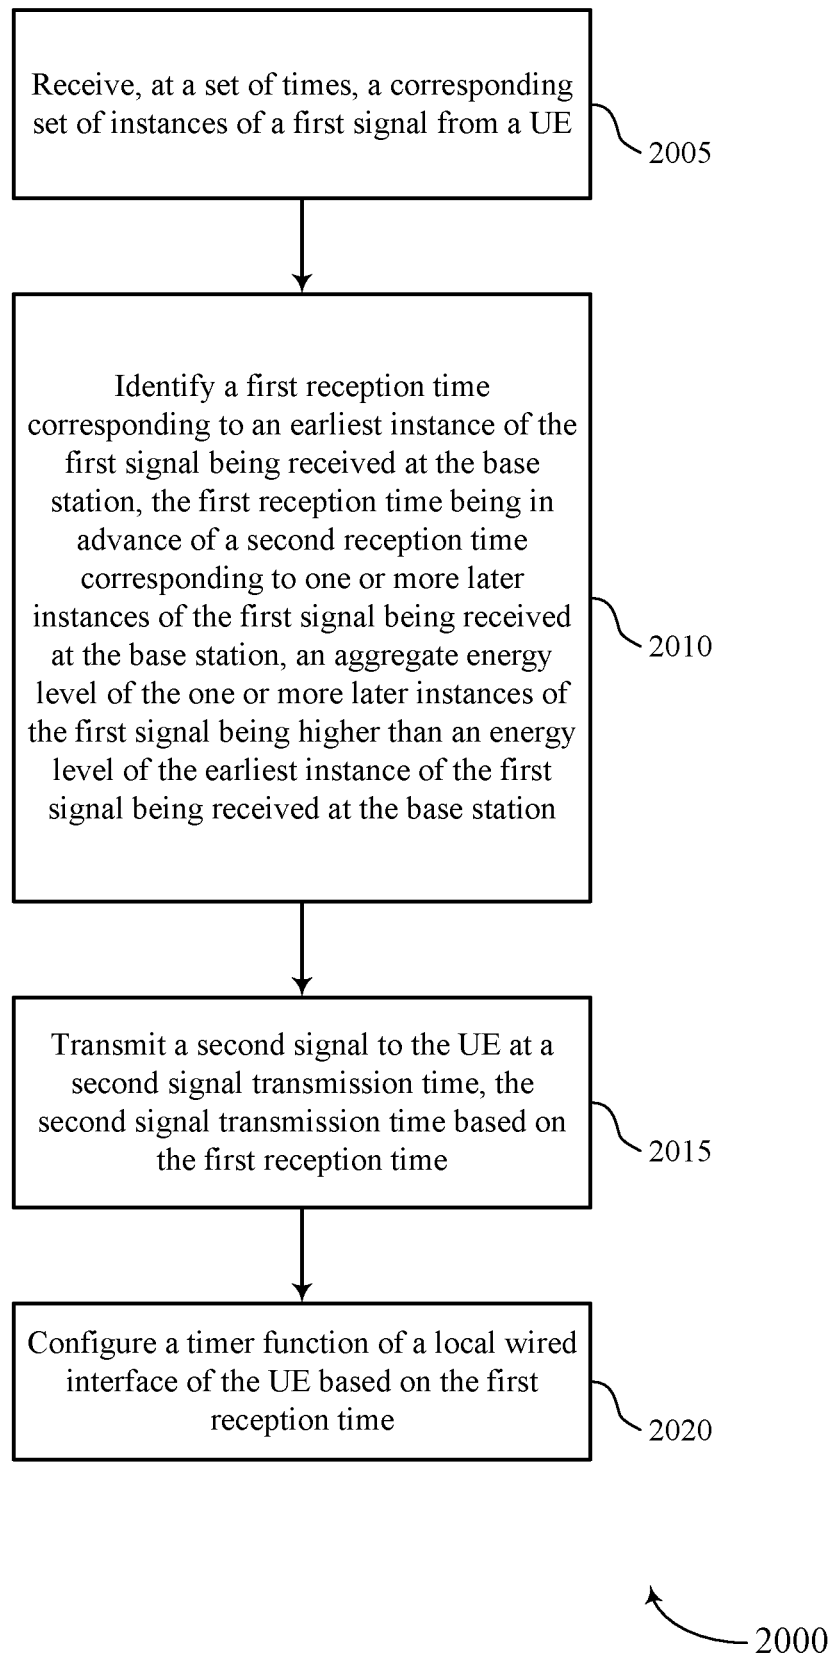 Receive, at a set of times, a corresponding
set of instances of a first signal from a UE
2005
Identify a first reception time
corresponding to an earliest instance of the
first signal being received at the base
station, the first reception time being in
advance of a second reception time
corresponding to one or more later
instances of the first signal being received
at the base station, an aggregate energy
level of the one or more later instances of
the first signal being higher than an energy
level of the earliest instance of the first
signal being received at the base station
2010
Transmit a second signal to the UE at a
second signal transmission time, the
second signal transmission time based on
the first reception time
2015
Configure a timer function of a local wired
interface of the UE based on the first
reception time
2020
2000